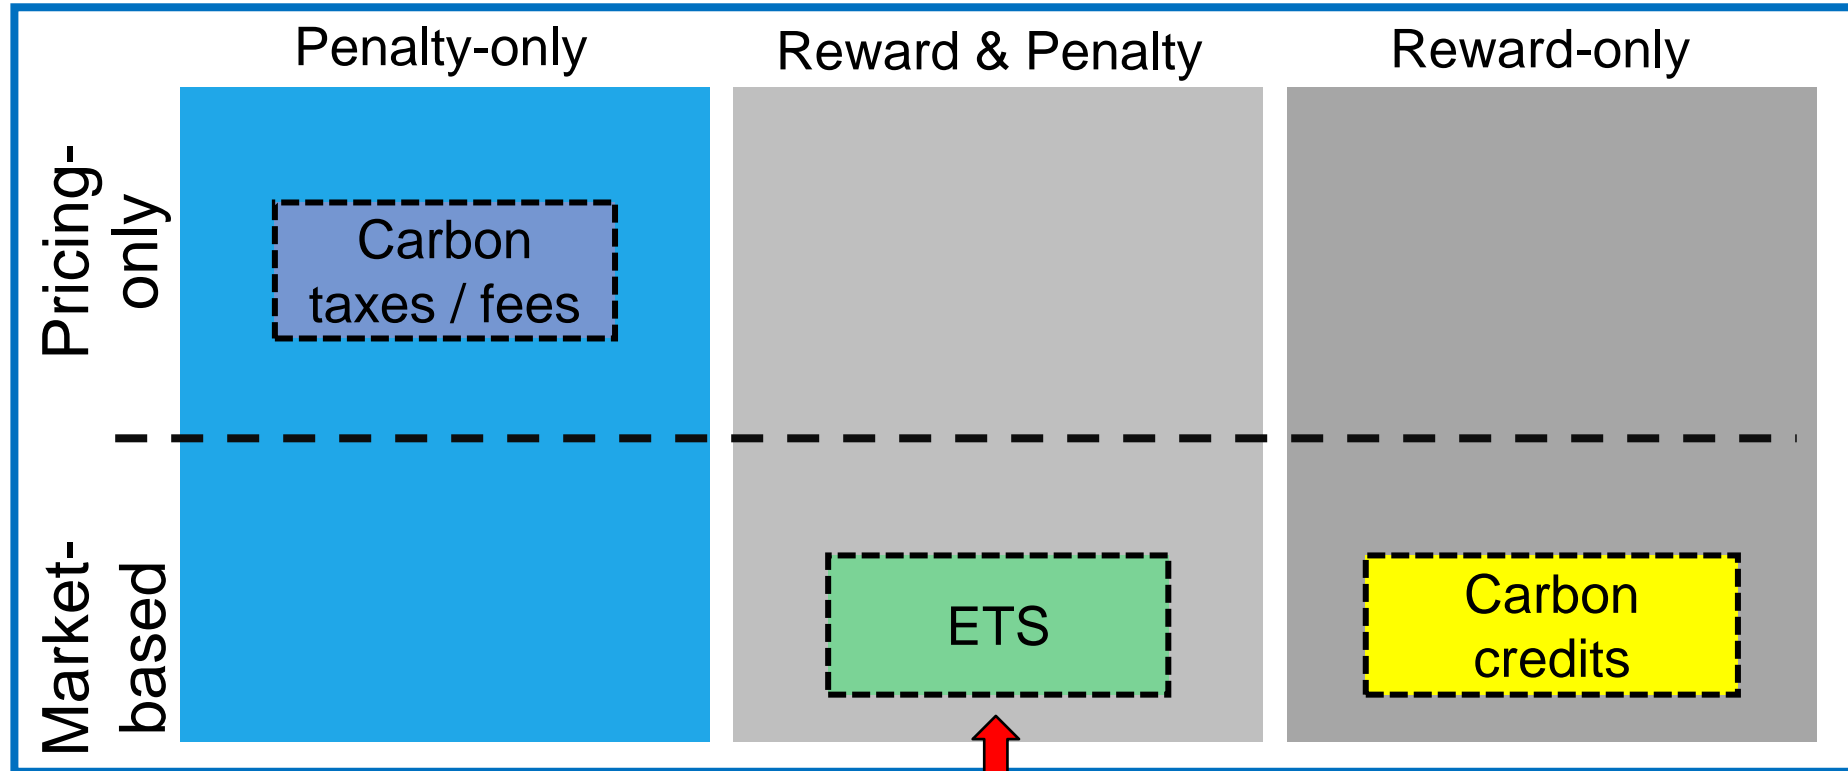 Penalty-only
Reward & Penalty
Reward-only
Pricing-
only
Carbon
taxes / fees
Market-
based
ETS
Carbon
credits